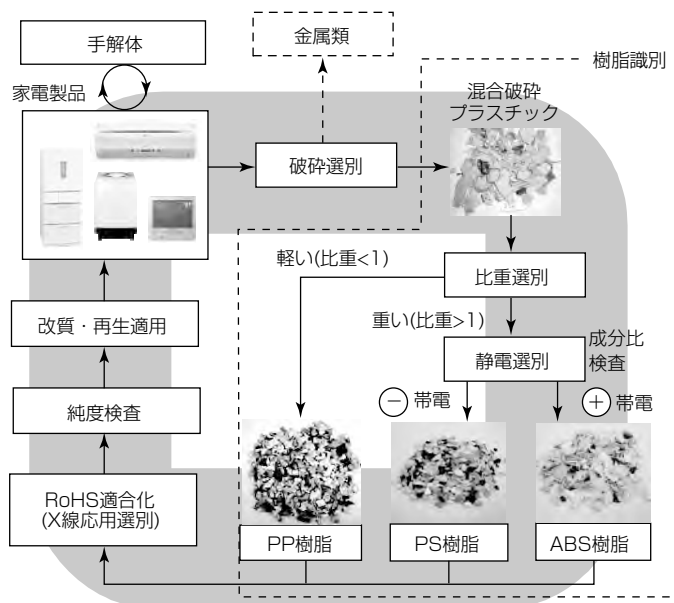 手解体
金属類
樹脂識別
家電製品
混合破砕
プラスチック
破砕選別
軽い(比重<1)
比重選別
改質・再生適用
重い(比重>1)
成分比
検査
静電選別
純度検査
− 帯電
+ 帯電
RoHS適合化
(X線応用選別)
PP樹脂
PS樹脂
ABS樹脂